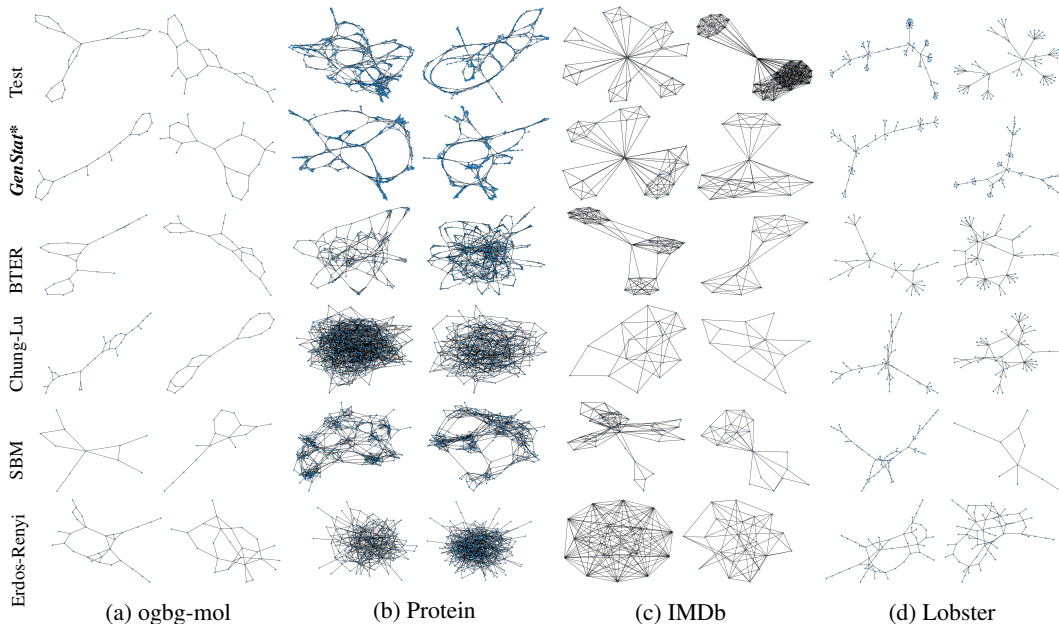 Test
GenStat*
BTER
Chung-Lu
SBM
Erdos-Renyi
(a) ogbg-mol
(b) Protein
(c) IMDb
(d) Lobster